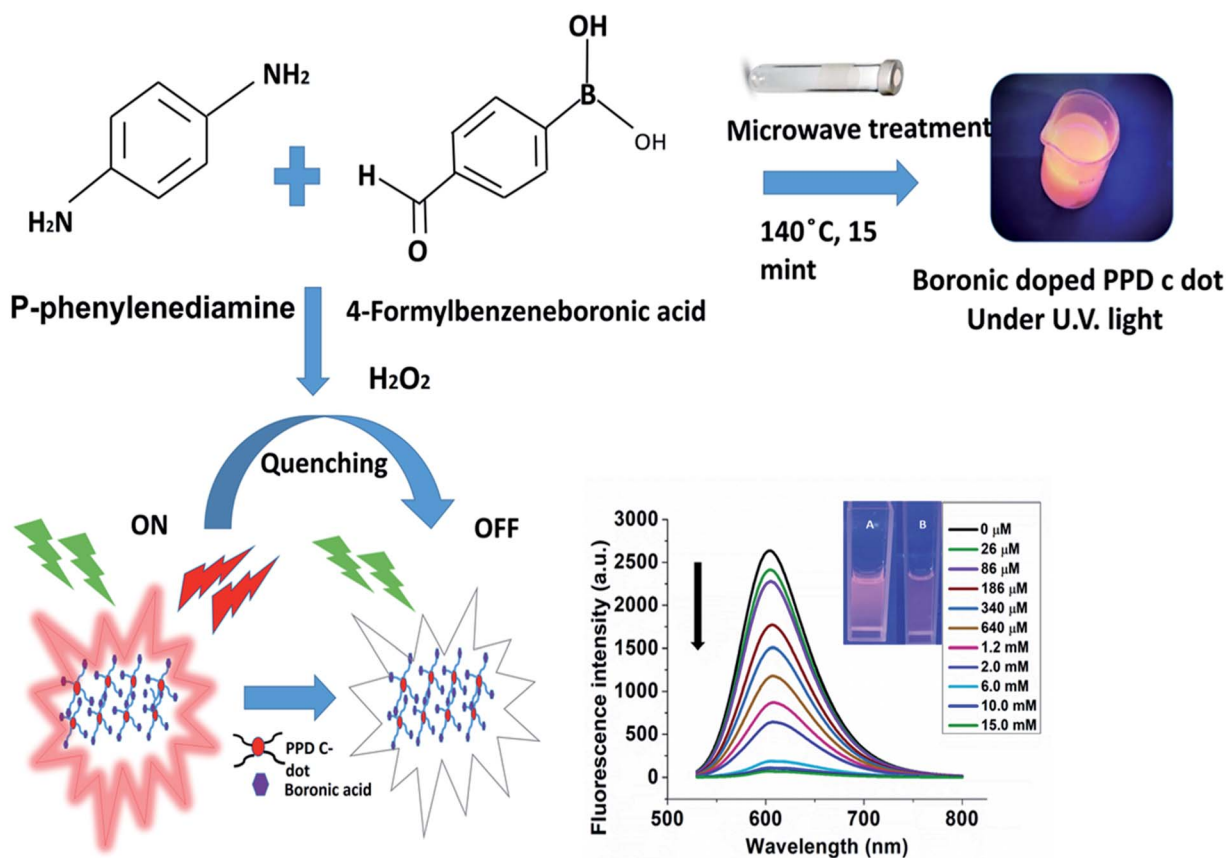 NH2
H2N
H
O
B
OH
OH
Microwave treatment
140˚C, 15
mint
Boronic doped PPD c dot
Under U.V. light
P-phenylenediamine
4-Formylbenzeneboronic acid
H2O2
Quenching
ON
OFF
PPD C-
dot
Boronic acid
Fluorescence intensity (a.u.)
3000
2500
2000
1500
1000
500
0
500
600
700
800
Wavelength (nm)
A
B
0 µM
26 µM
86 µM
186 µM
340 µM
640 µM
1.2 mM
2.0 mM
6.0 mM
10.0 mM
15.0 mM